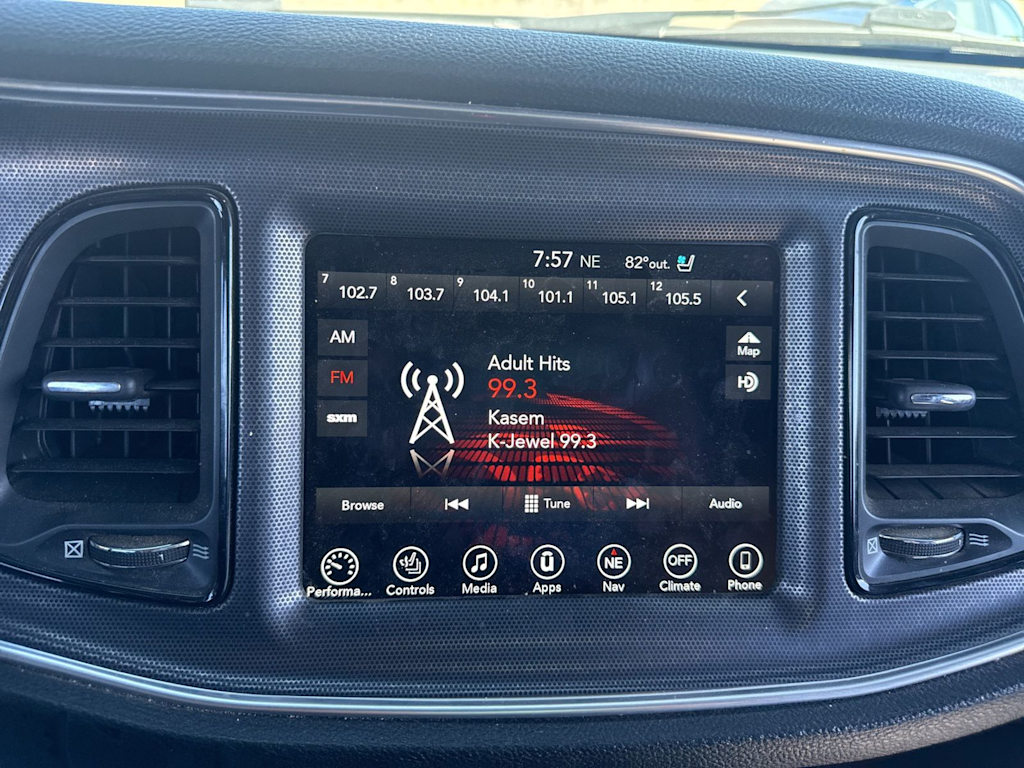 7:57 NE 82° out.
7 102.7 8 103.7 9 104.1 10 101.1 11 105.1 12 105.5
AM
Map
FM
HD
sxm
Adult Hits
99.3
Kasem
K-Jewel 99.3
Browse Tune Audio
NE OFF
Performa... Controls Media Apps Nav Climate Phone